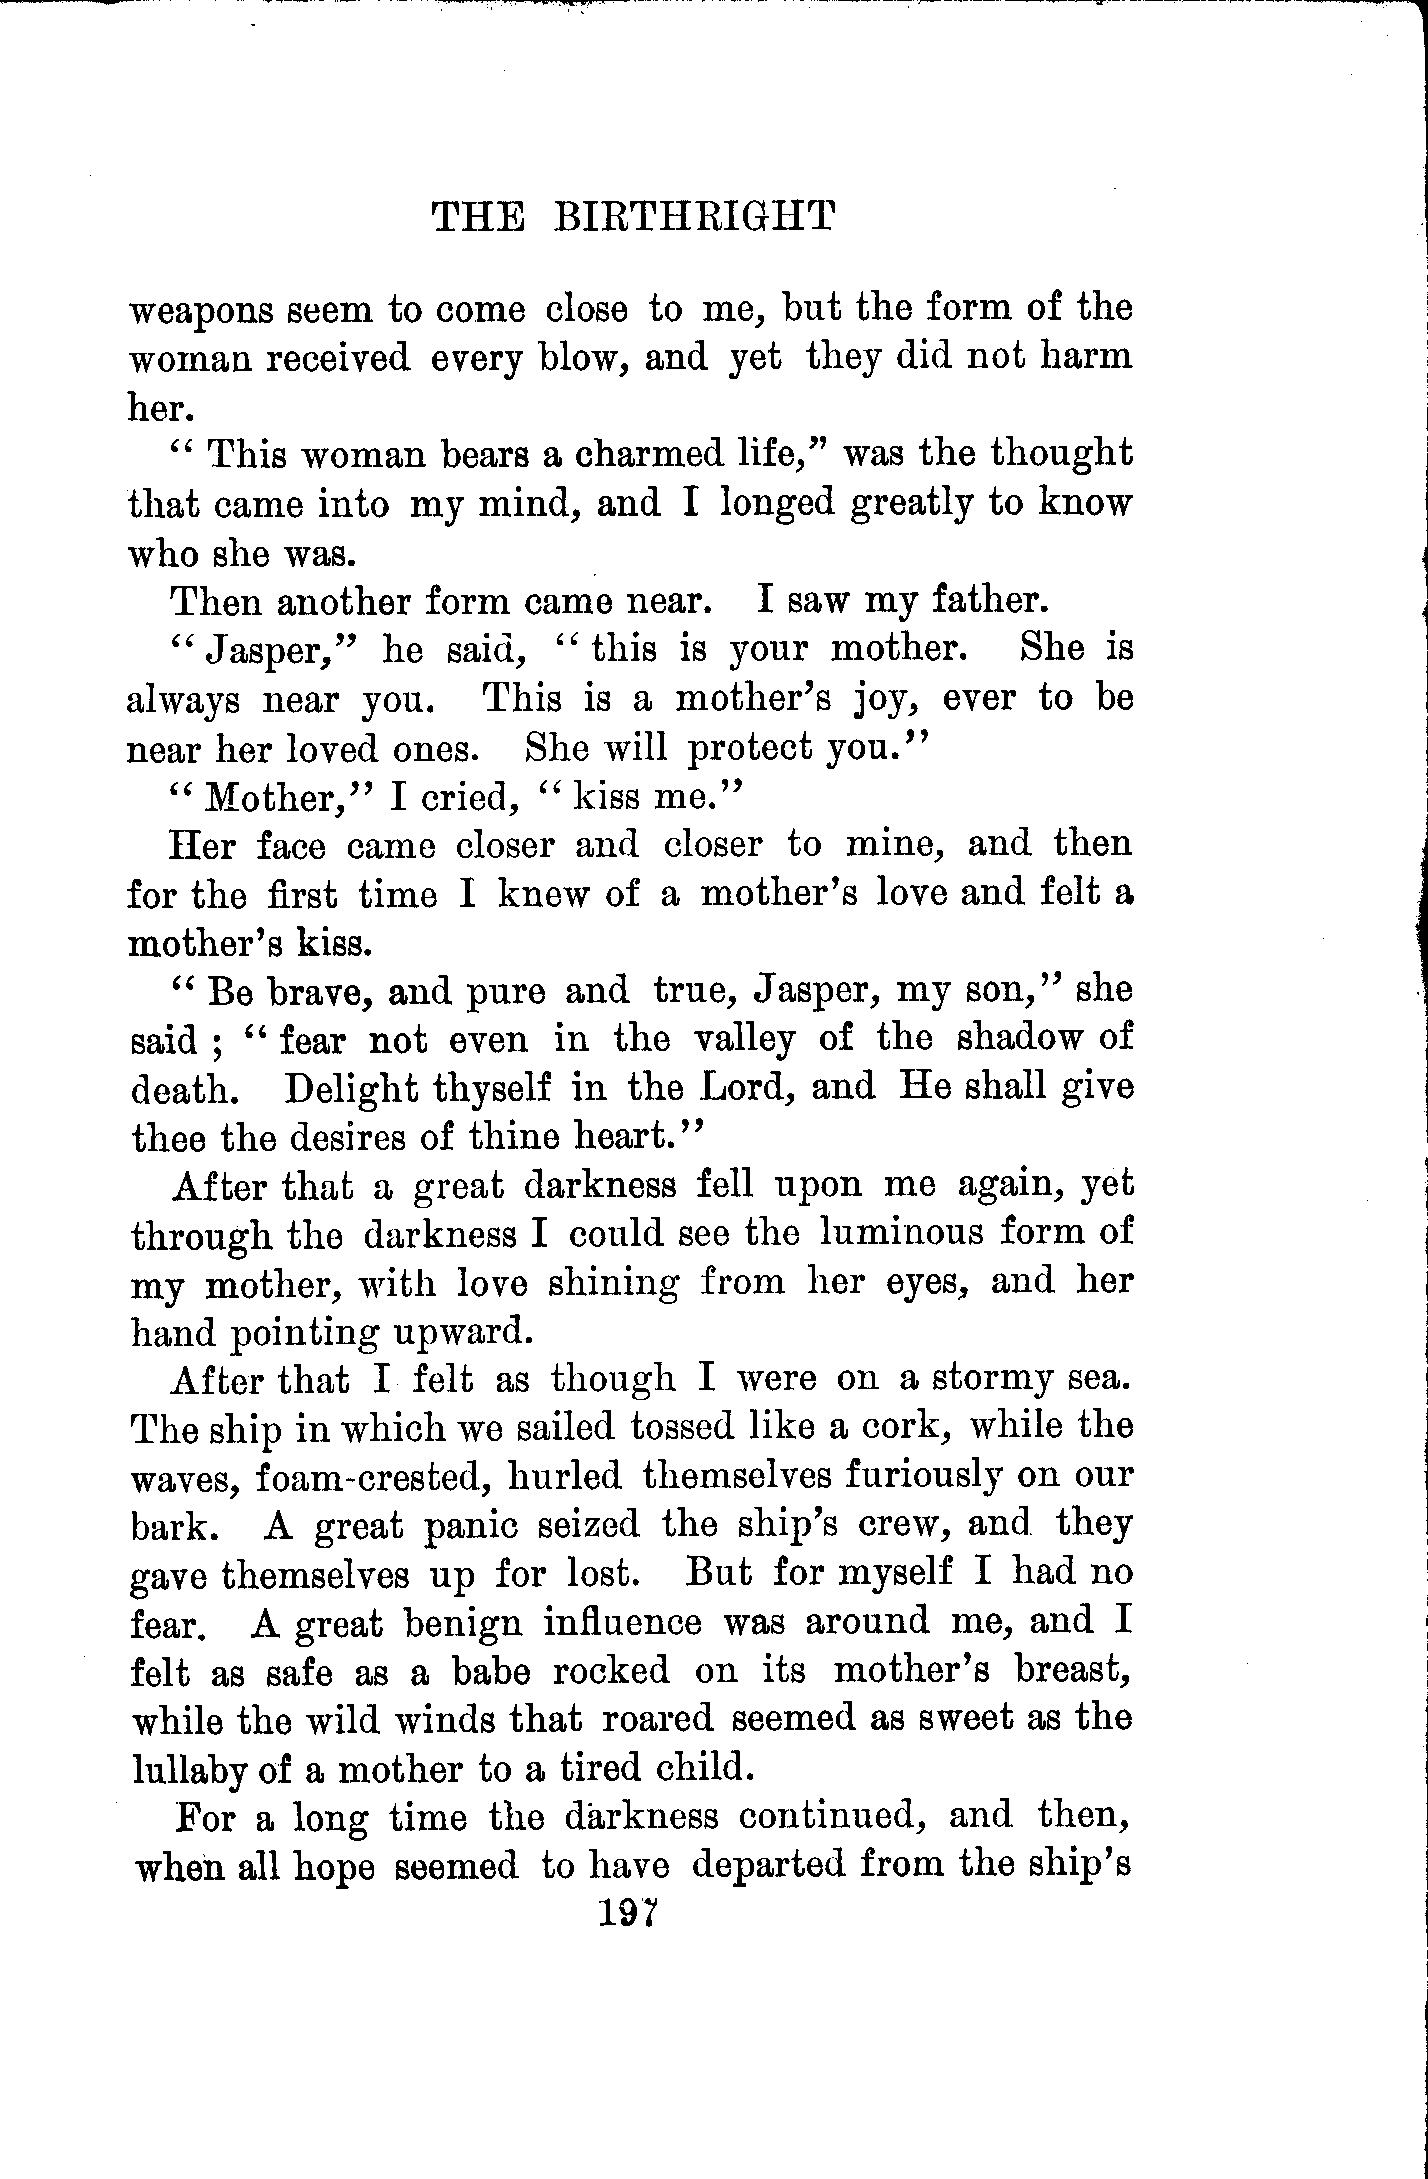 THE BIRTHRIGHT
weapons seem to come close to me, but the form of the
woman received every blow, and yet they did not harm
her.
“ This woman bears a charmed life,” was the thought
that came into my mind, and I longed greatly to know
who she was.
Then another form came near. I saw my father.
“ Jasper,” he said, “ this is your mother. She is
always near you. This is a mother’s joy, ever to be
near her loved ones. She will protect you.”
“ Mother,” I cried, “ kiss me.”
Her face came closer and closer to mine, and then
for the first time I knew of a mother’s love and felt a
mother’s kiss.
“ Be brave, and pure and true, Jasper, my son,” she
said ; “ fear not even in the valley of the shadow of
death. Delight thyself in the Lord, and He shall give
thee the desires of thine heart.”
After that a great darkness fell upon me again, yet
through the darkness I could see the luminous form of
my mother, with love shining from her eyes, and her
hand pointing upward.
After that I felt as though I were on a stormy sea.
The ship in which we sailed tossed like a cork, while the
waves, foam-crested, hurled themselves furiously on our
bark. A great panic seized the ship’s crew, and they
gave themselves up for lost. But for myself I had no
fear. A great benign influence was around me, and I
felt as safe as a babe rocked on its mother’s breast,
while the wild winds that roared seemed as sweet as the
lullaby of a mother to a tired child.
For a long time the darkness continued, and then,
when all hope seemed to have departed from the ship’s
197